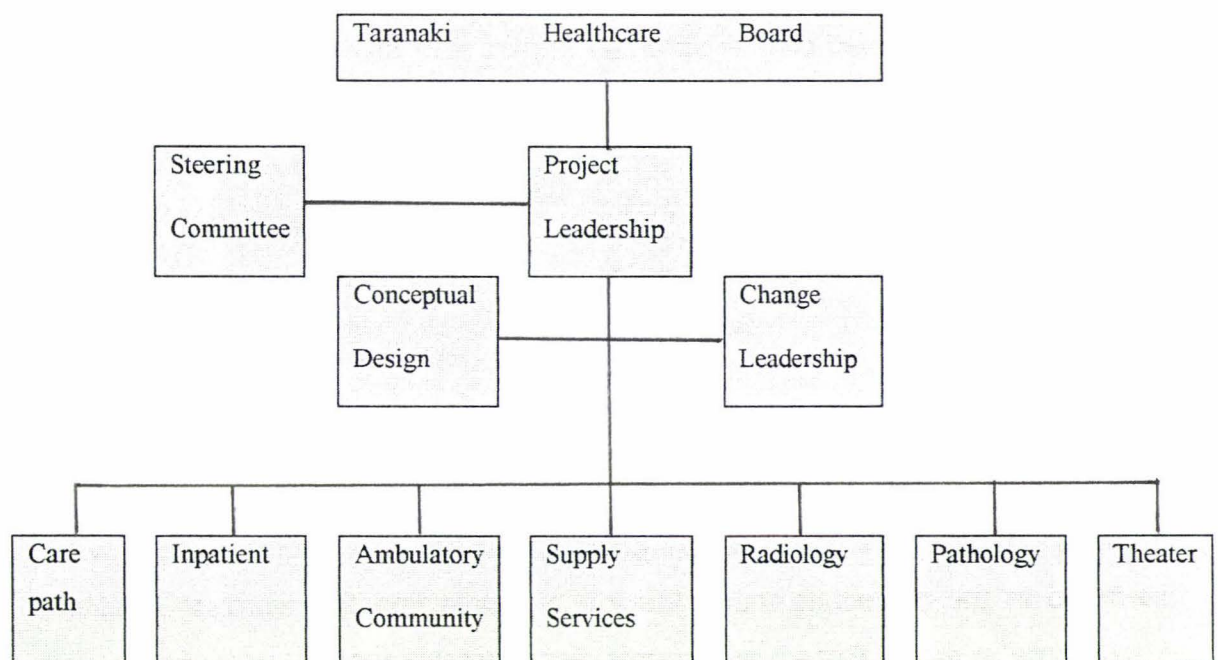 Taranaki Healthcare Board
Steering
Committee
Project
Leadership
Conceptual
Design
Change
Leadership
Care
path
Inpatient
Ambulatory
Community
Supply
Services
Radiology
Pathology
Theater